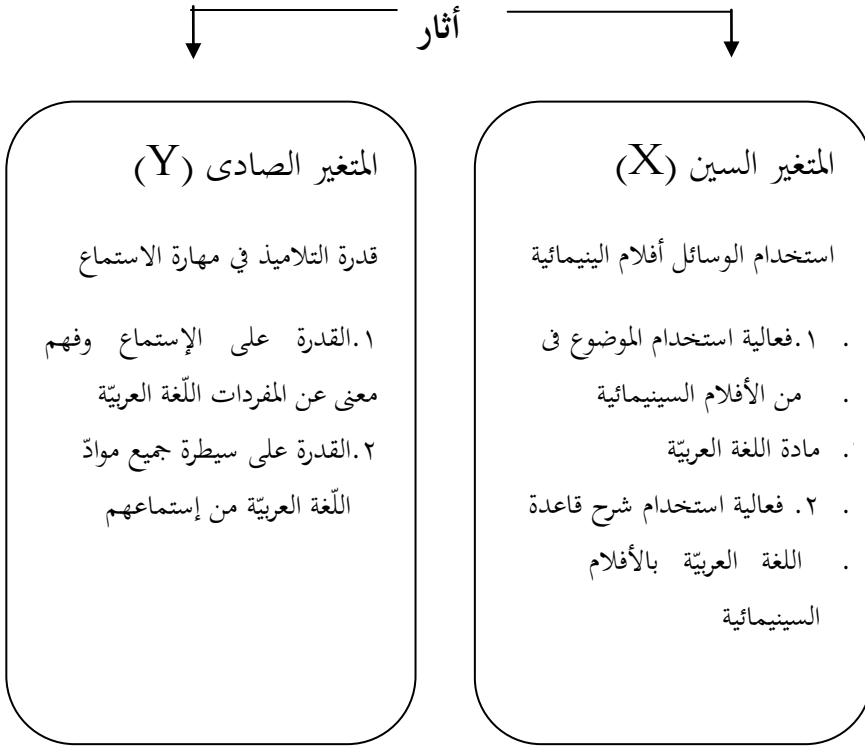 أثار
المتغير السين (X)
استخدام الوسائل أفلام الينيمائية
. ١.فعالية استخدام الموضوع فى
. من الأفلام السينيمائية
. مادة اللغة العربيّة
. ٢. فعالية استخدام شرح قاعدة
. اللغة العربيّة بالأفلام
السينيمائية
المتغير الصادى (Y)
قدرة التلاميذ في مهارة الاستماع
١.القدرة على الإستماع وفهم
معنى عن المفردات اللّغة العربيّة
٢.القدرة على سيطرة جميع موادّ
اللّغة العربيّة من إستماعهم